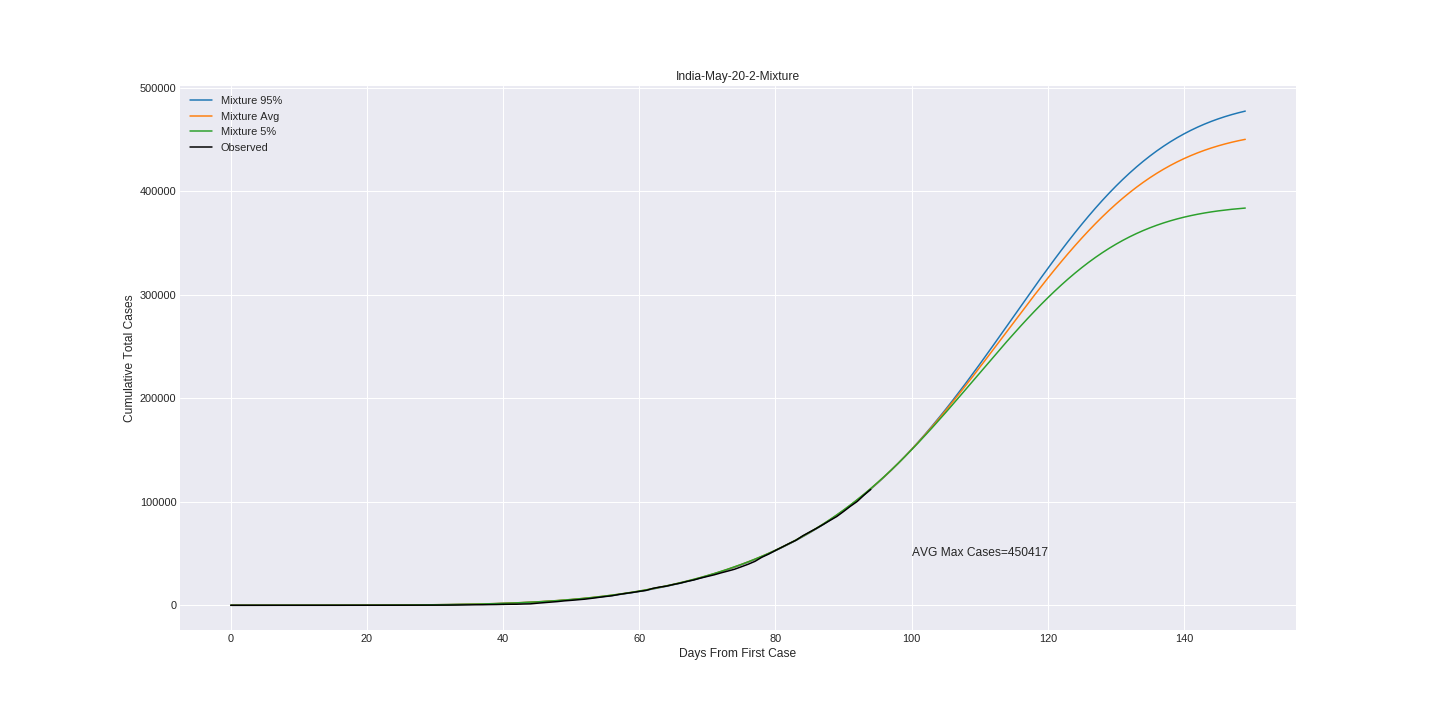 India-May-20-2-Mixture
Mixture 95%
Mixture Avg
Mixture 5%
Observed
500000
400000
300000
200000
100000
0
Cumulative Total Cases
AVG Max Cases=450417
0 20 40 60 80 100 120 140
Days From First Case